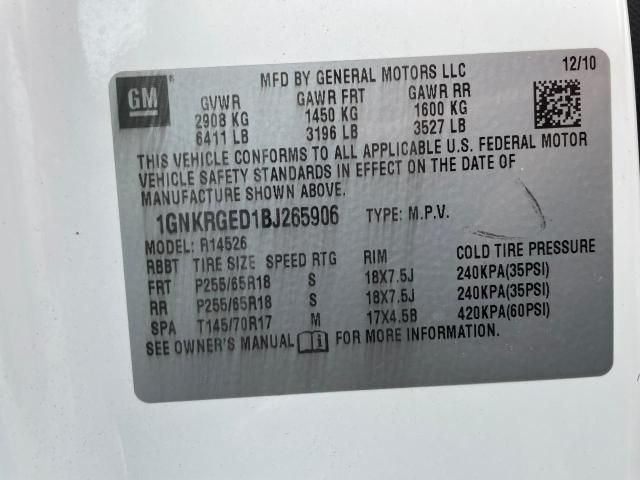 MFD BY GENERAL MOTORS LLC 12/10
GM
GVWR GAWR FRT GAWR RR
2908 KG 1450 KG 1600 KG
6411 LB 3196 LB 3527 LB
THIS VEHICLE CONFORMS TO ALL APPLICABLE U.S. FEDERAL MOTOR
VEHICLE SAFETY STANDARDS IN EFFECT ON THE DATE OF
MANUFACTURE SHOWN ABOVE.
1GNKRGED1BJ265906 TYPE: M.P.V.
MODEL: R14526
RBBT TIRE SIZE SPEED RTG RIM COLD TIRE PRESSURE
FRT P255/65R18 S 18X7.5J 240KPA(35PSI)
RR P255/65R18 S 18X7.5J 240KPA(35PSI)
SPA T145/70R17 M 17X4.5B 420KPA(60PSI)
SEE OWNER'S MANUAL FOR MORE INFORMATION.